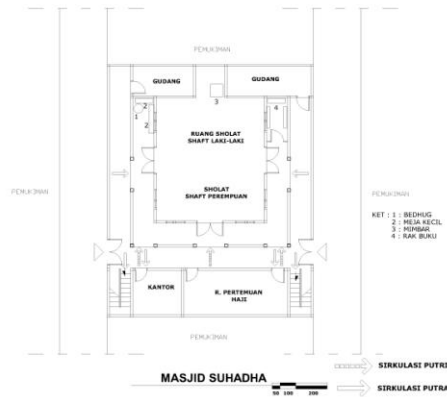 PEMUKIMAN
GUDANG
GUDANG
3
2
1
2
4
RUANG SHOLAT
SHAFT LAKI-LAKI
SHOLAT
SHAFT PEREMPUAN
PEMUKIMAN
PEMUKIMAN
KET : 1 : BEDHUG
2 : MEJA KECIL
3 : MIMBAR
4 : RAK BUKU
KANTOR
R. PERTEMUAN
HAJI
PEMUKIMAN
MASJID SUHADHA
50 100 200
SIRKULASI PUTRI
SIRKULASI PUTRA